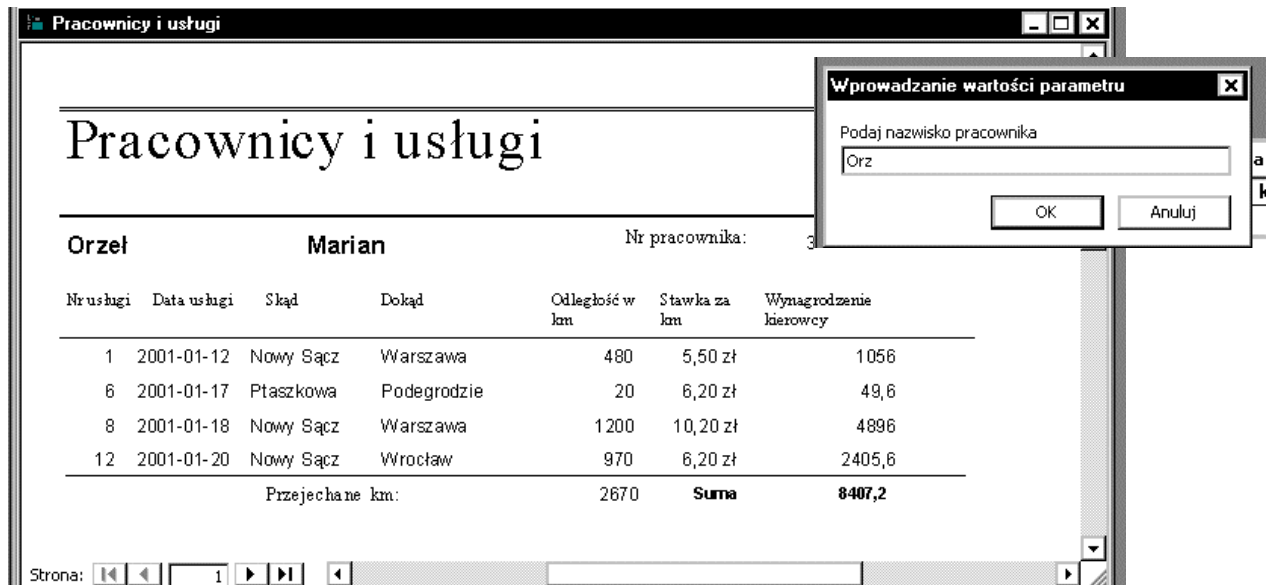 Pracownicy i usługi
Wprowadzanie wartości parametru
Podaj nazwisko pracownika
Orz
OK Anuluj
Pracownicy i usługi
Orzeł Marian Nr pracownika: 3
Nr usługi Data usługi Skąd Dokąd Odległość w km Stawka za km Wynagrodzenie kierowcy
1 2001-01-12 Nowy Sącz Warszawa 480 5,50 zł 1056
6 2001-01-17 Ptaszkowa Podegrodzie 20 6,20 zł 49,6
8 2001-01-18 Nowy Sącz Warszawa 1200 10,20 zł 4896
12 2001-01-20 Nowy Sącz Wrocław 970 6,20 zł 2405,6
Przejechane km: 2670 Suma 8407,2
Strona: 1